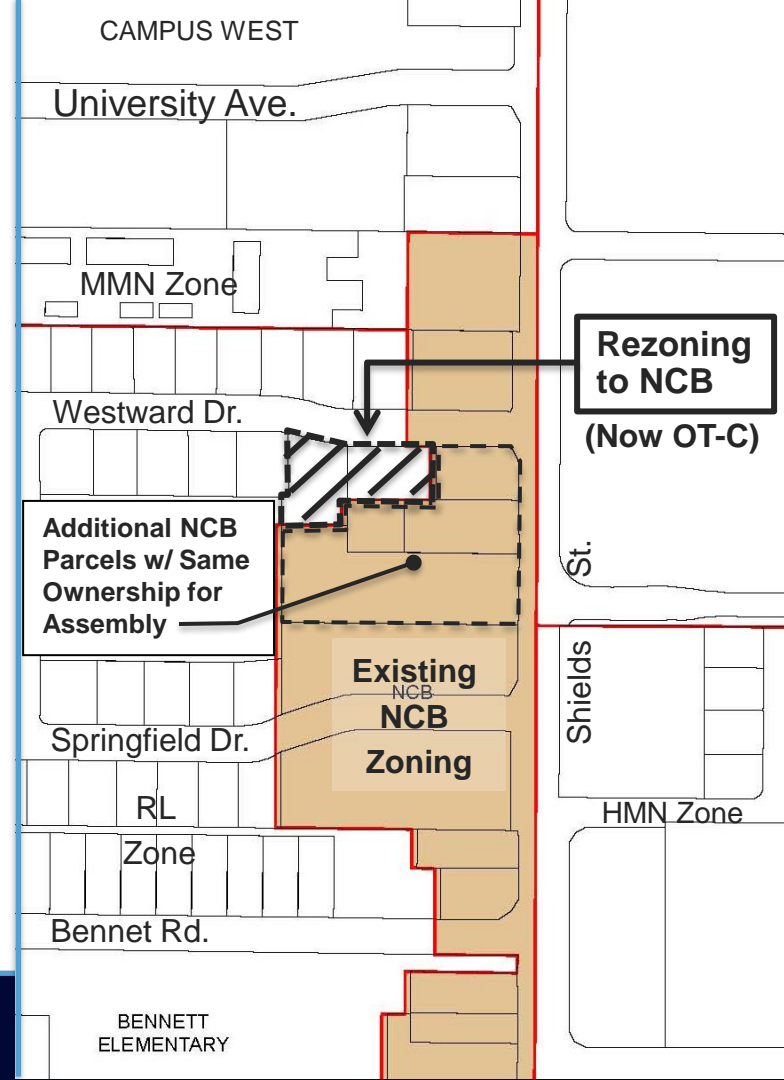 CAMPUS WEST
University Ave.
MMN Zone
Rezoning
to NCB
(Now OT-C)
Westward Dr.
Additional NCB
Parcels w/ Same
Ownership for
Assembly
St.
Existing
NCB
NCB
Zoning
Shields
Springfield Dr.
RL
Zone
HMN Zone
Bennet Rd.
BENNETT
ELEMENTARY